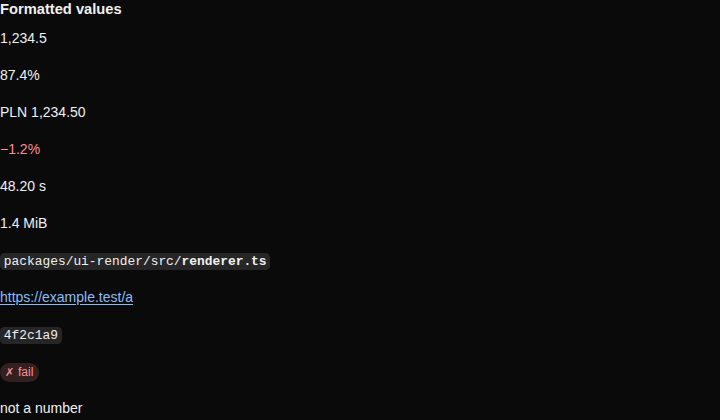 Formatted values
1,234.5
87.4%
PLN 1,234.50
−1.2%
48.20 s
1.4 MiB
packages/ui-render/src/renderer.ts
https://example.test/a
4f2c1a9
✗ fail
not a number